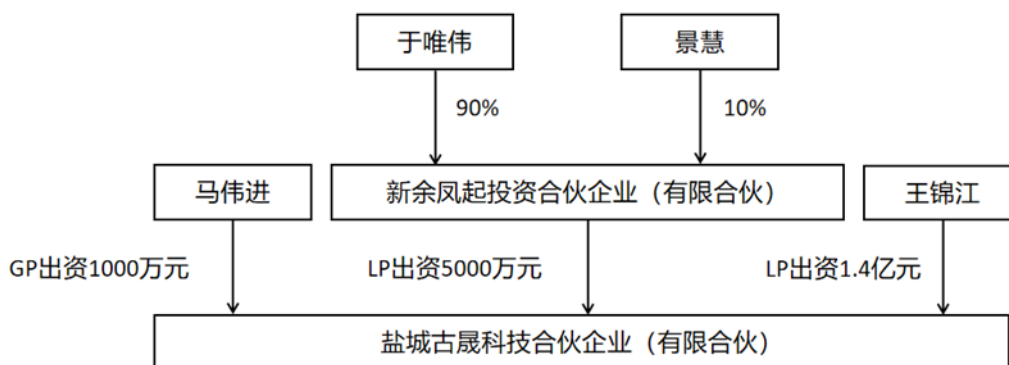 于唯伟
景慧
90%
10%
马伟进
新余凤起投资合伙企业（有限合伙）
王锦江
GP出资1000万元
LP出资5000万元
LP出资1.4亿元
盐城古晟科技合伙企业（有限合伙）